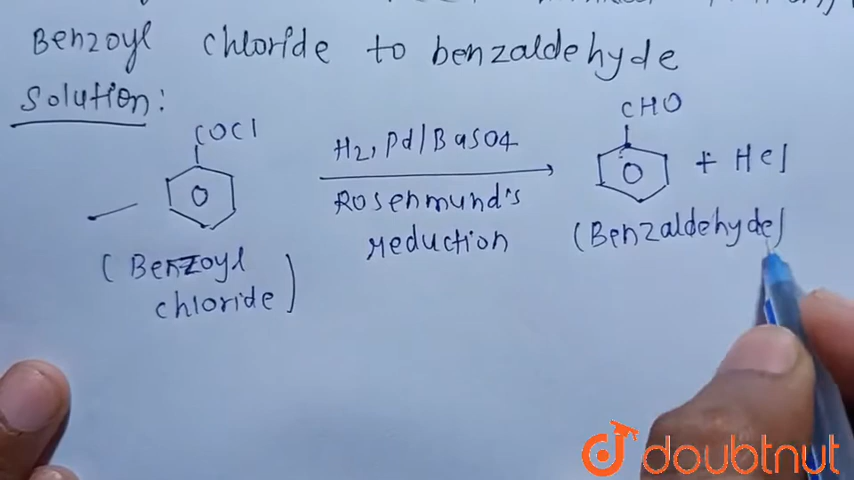 Benzoyl chloride to benzaldehyde
Solution:
COCl
H2, Pd/BaSO4
Rosenmund's
reduction
CHO
+ HCl
(Benzoyl
chloride)
(Benzaldehyde)
doubtnut